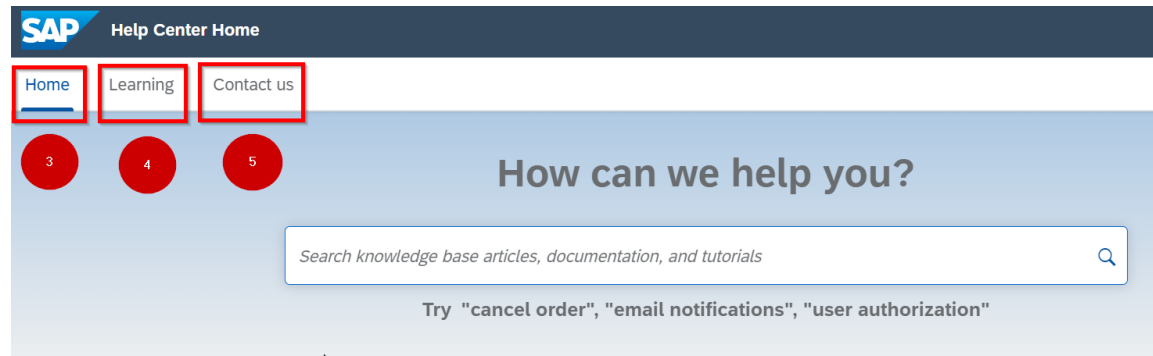 SAP Help Center Home
Home Learning Contact us
3 4 5
How can we help you?
Search knowledge base articles, documentation, and tutorials
Try "cancel order", "email notifications", "user authorization"